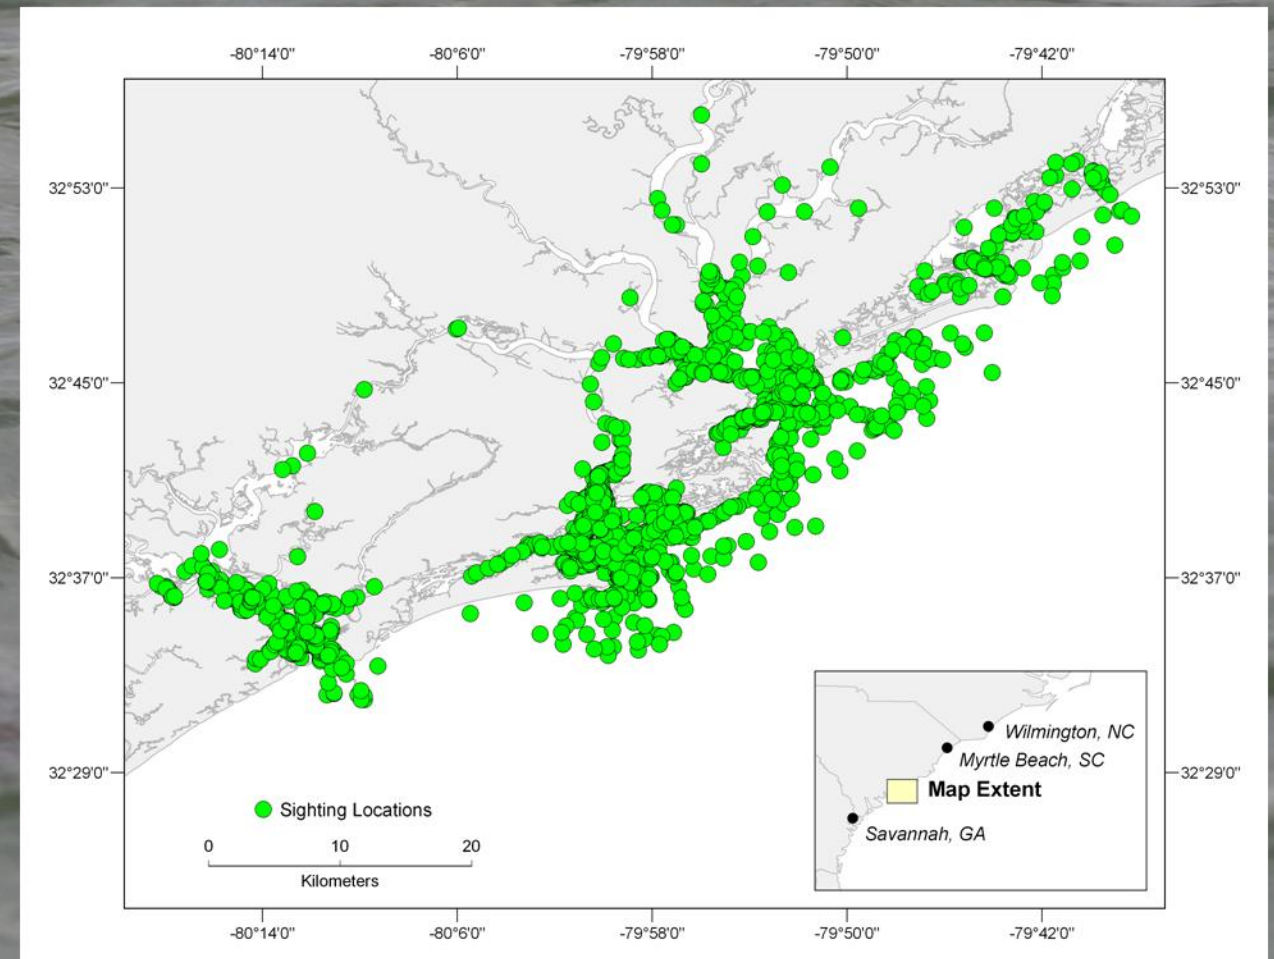 -80°14'0" -80°6'0" -79°58'0" -79°50'0" -79°42'0"
32°53'0" 32°53'0"
32°45'0" 32°45'0"
32°37'0" 32°37'0"
Wilmington, NC
Myrtle Beach, SC
32°29'0" 32°29'0"
Map Extent
Sighting Locations
Savannah, GA
0 10 20
Kilometers
-80°14'0" -80°6'0" -79°58'0" -79°50'0" -79°42'0"